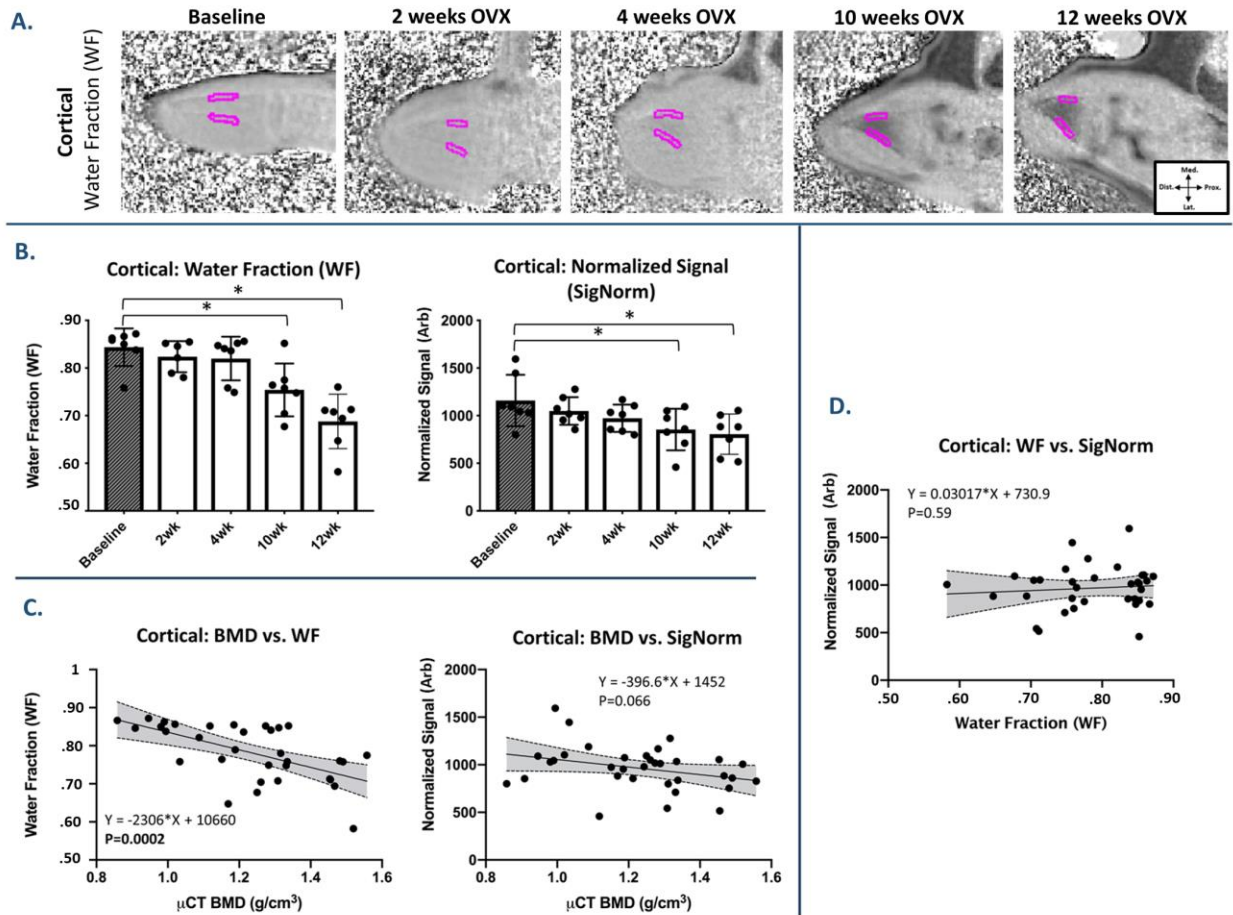 A.
Baseline
2 weeks OVX
4 weeks OVX
10 weeks OVX
12 weeks OVX
Cortical
Water Fraction (WF)
Med.
Dist.
Prox.
Lat.
B.
Cortical: Water Fraction (WF)
*
*
Water Fraction (WF)
.90
.80
.70
.60
.50
Baseline
2wk
4wk
10wk
12wk
Cortical: Normalized Signal
(SigNorm)
*
*
Normalized Signal (Arb)
2000
1500
1000
500
0
Baseline
2wk
4wk
10wk
12wk
C.
Cortical: BMD vs. WF
Water Fraction (WF)
1
.90
.80
.70
.60
.50
Y = -2306*X + 10660
P=0.0002
0.8
1.0
1.2
1.4
1.6
μCT BMD (g/cm³)
Cortical: BMD vs. SigNorm
Normalized Signal (Arb)
2000
1500
1000
500
0
Y = -396.6*X + 1452
P=0.066
0.8
1.0
1.2
1.4
1.6
μCT BMD (g/cm³)
D.
Cortical: WF vs. SigNorm
Normalized Signal (Arb)
2000
1500
1000
500
0
Y = 0.03017*X + 730.9
P=0.59
.50
.60
.70
.80
.90
Water Fraction (WF)